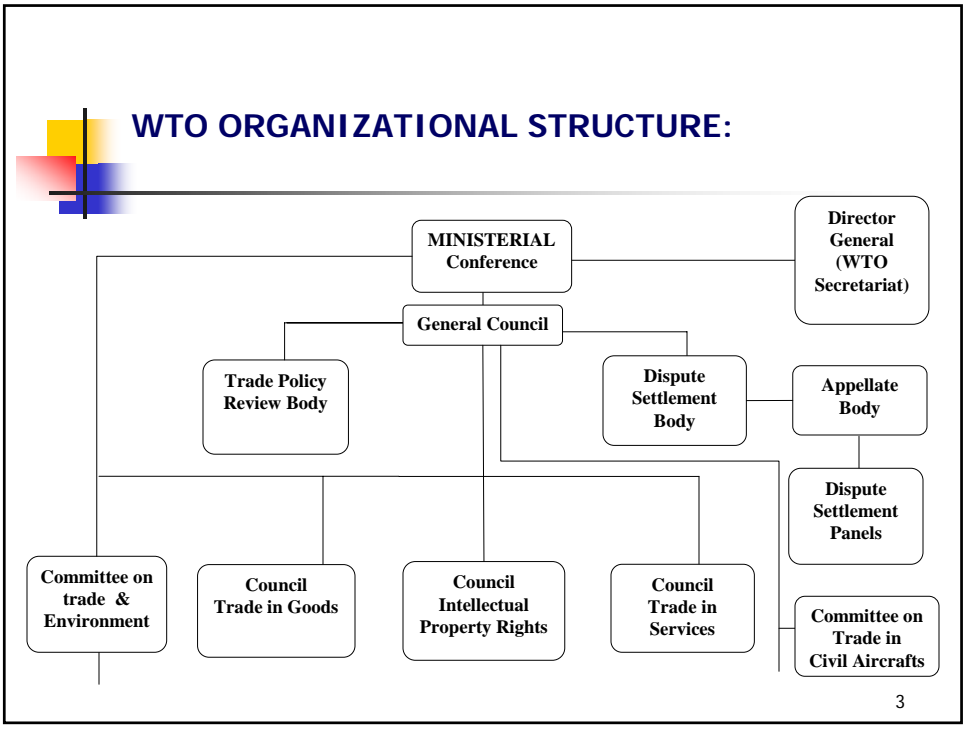 WTO ORGANIZATIONAL STRUCTURE:
MINISTERIAL
Conference
Director
General
(WTO
Secretariat)
General Council
Trade Policy
Review Body
Dispute
Settlement
Body
Appellate
Body
Dispute
Settlement
Panels
Committee on
trade &
Environment
Council
Trade in Goods
Council
Intellectual
Property Rights
Council
Trade in
Services
Committee on
Trade in
Civil Aircrafts
3